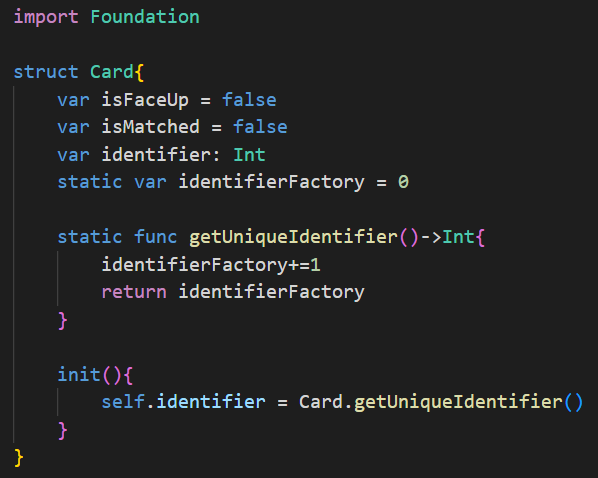 import Foundation
struct Card{
var isFaceUp = false
var isMatched = false
var identifier: Int
static var identifierFactory = 0
static func getUniqueIdentifier()->Int{
identifierFactory+=1
return identifierFactory
}
init(){
self.identifier = Card.getUniqueIdentifier()
}
}